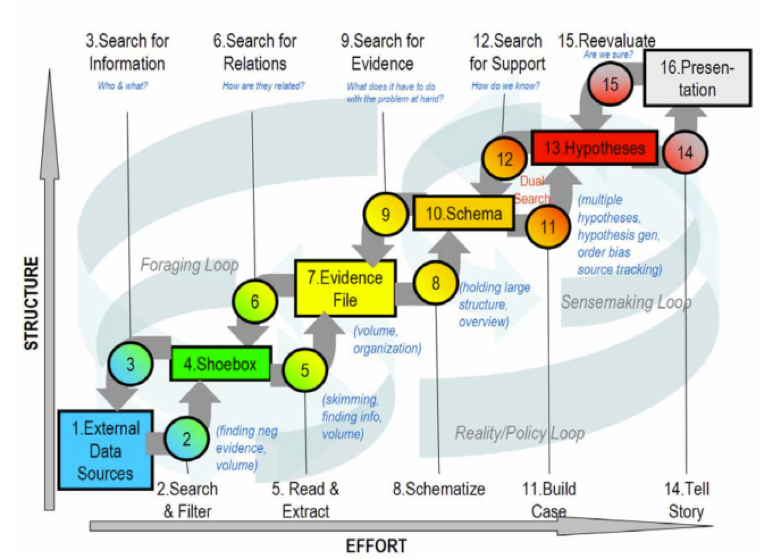 3.Search for
Information
Who & what?
6.Search for
Relations
How are they related?
9.Search for
Evidence
What does it have to do
with the problem at hand?
12.Search
for Support
How do we know?
15.Reevaluate
Are we sure?
15
16.Presen-
tation
12
13.Hypotheses
14
Dual
Search
9
10.Schema
11
(multiple
hypotheses,
hypothesis gen,
order bias
source tracking)
Foraging Loop
6
7.Evidence
File
8
(holding large
structure,
overview)
Sensemaking Loop
(volume,
organization)
3
4.Shoebox
5
(skimming,
finding info,
volume)
1.External
Data
Sources
2
(finding neg
evidence,
volume)
Reality/Policy Loop
2.Search
& Filter
5. Read &
Extract
8.Schematize
11.Build
Case
14.Tell
Story
STRUCTURE
EFFORT